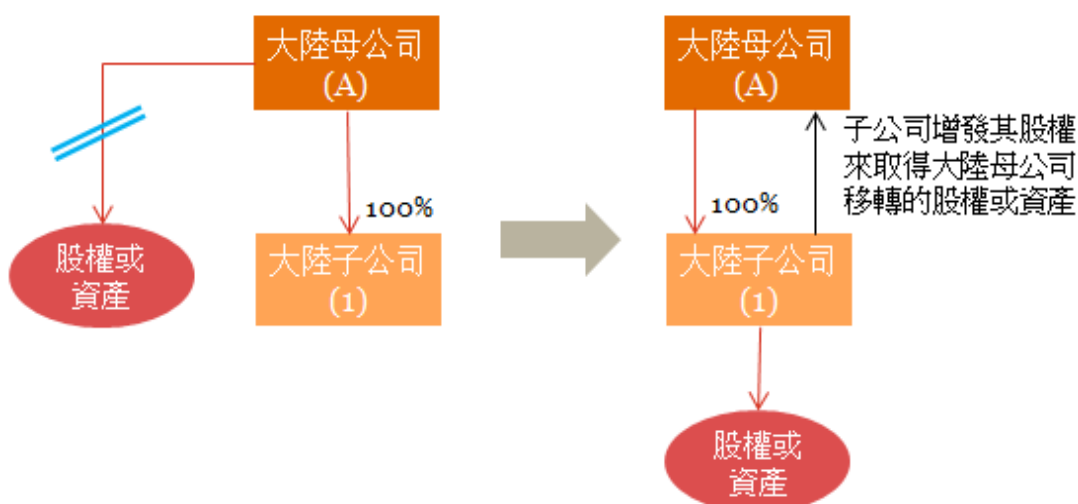 大陸母公司
(A)
100%
股權或
資產
大陸子公司
(1)
大陸母公司
(A)
子公司增發其股權
來取得大陸母公司
移轉的股權或資產
100%
大陸子公司
(1)
股權或
資產